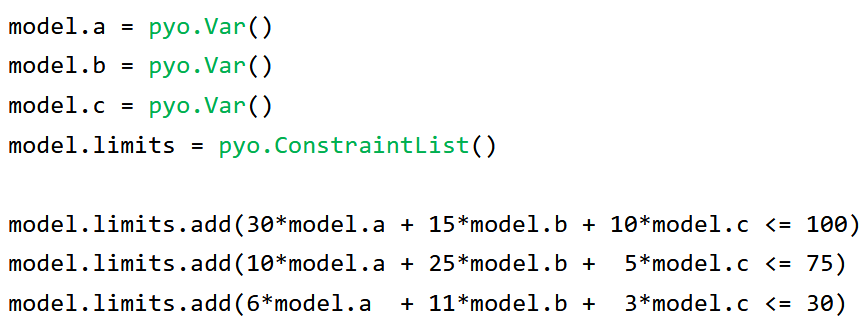 model.a = pyo.Var()
model.b = pyo.Var()
model.c = pyo.Var()
model.limits = pyo.ConstraintList()
model.limits.add(30*model.a + 15*model.b + 10*model.c <= 100)
model.limits.add(10*model.a + 25*model.b +  5*model.c <= 75)
model.limits.add(6*model.a  + 11*model.b +  3*model.c <= 30)